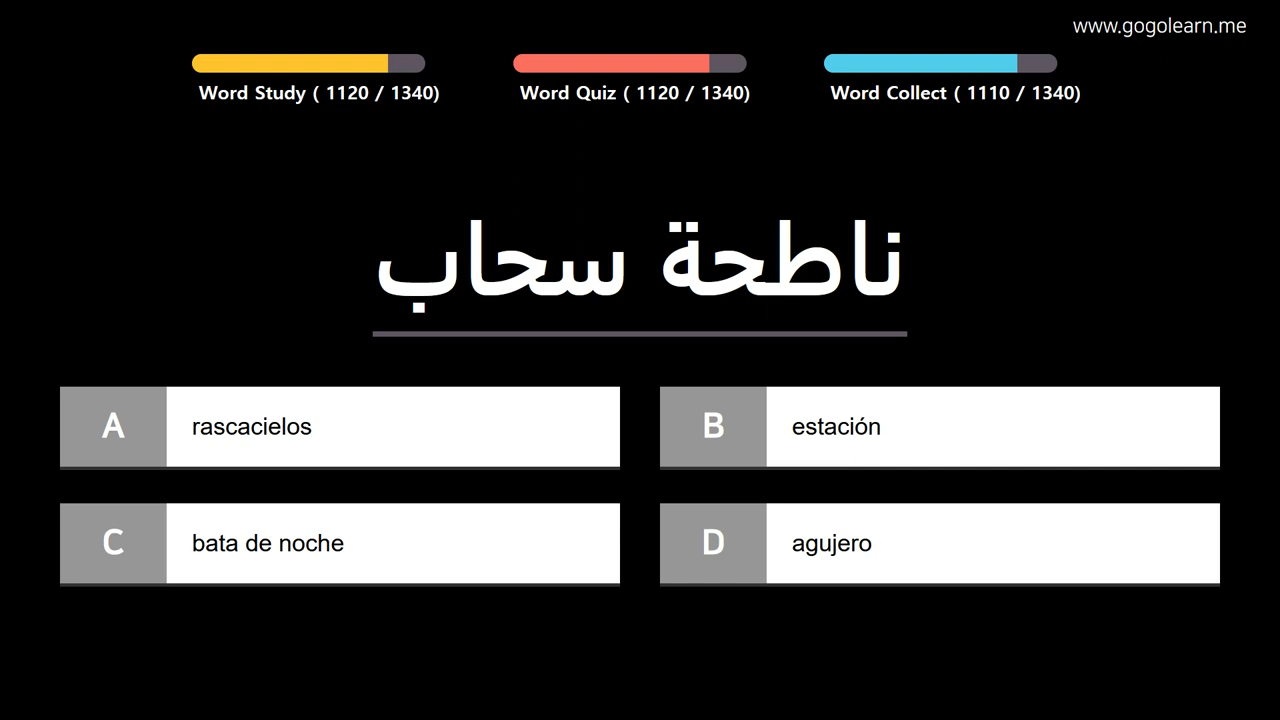 www.gogolearn.me
Word Study ( 1120 / 1340)
Word Quiz ( 1120 / 1340)
Word Collect ( 1110 / 1340)
ناطحة سحاب
A rascacielos
B estación
C bata de noche
D agujero